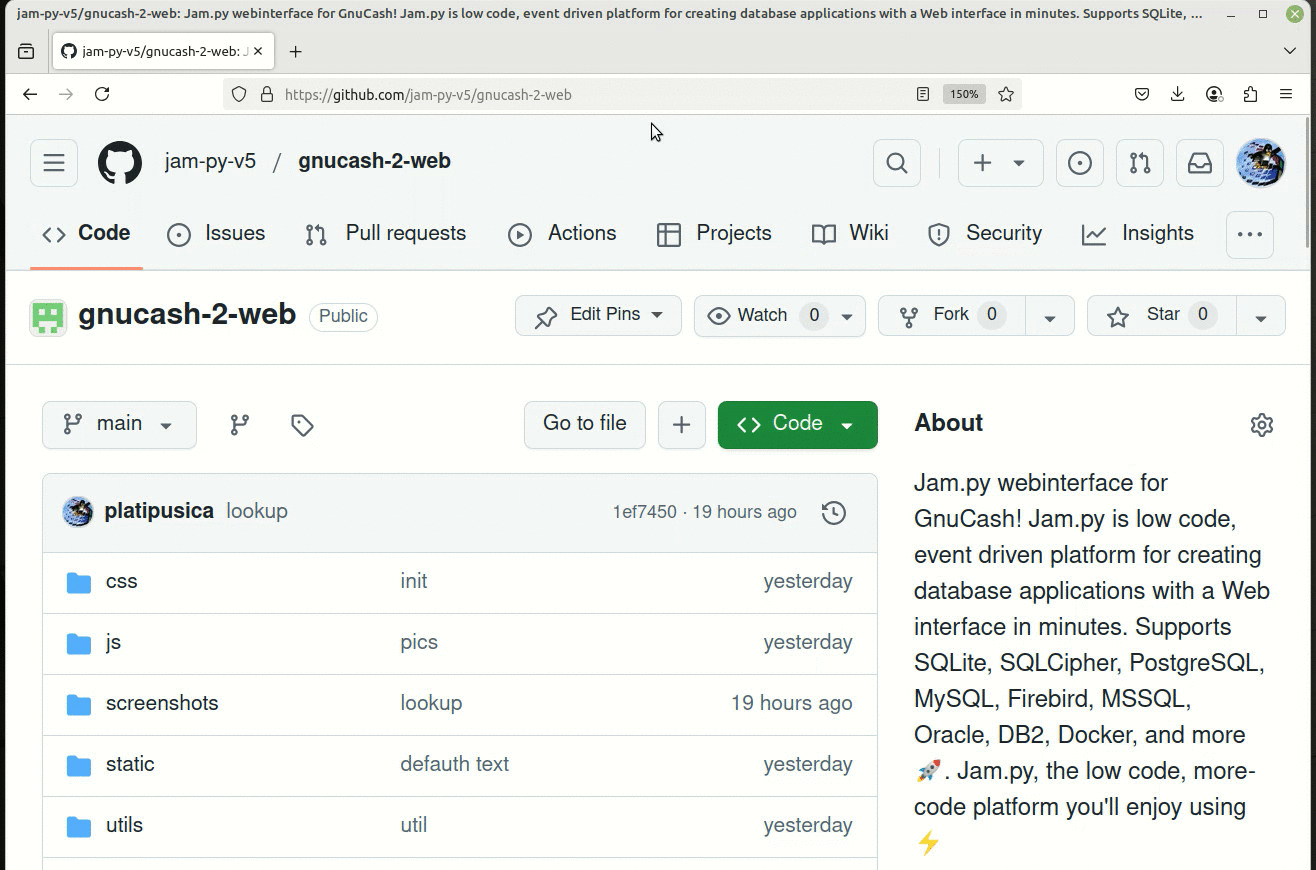 jam-py-v5/gnucash-2-web: Jam.py webinterface for GnuCash! Jam.py is low code, event driven platform for creating database applications with a Web interface in minutes. Supports SQLite, ...
jam-py-v5/gnucash-2-web: J
https://github.com/jam-py-v5/gnucash-2-web
150%
jam-py-v5 / gnucash-2-web
Code Issues Pull requests Actions Projects Wiki Security Insights
gnucash-2-web Public Edit Pins Watch 0 Fork 0 Star 0
main Go to file Code
platipusica lookup 1ef7450 · 19 hours ago
css init yesterday
js pics yesterday
screenshots lookup 19 hours ago
static defauth text yesterday
utils util yesterday
About
Jam.py webinterface for
GnuCash! Jam.py is low code,
event driven platform for creating
database applications with a Web
interface in minutes. Supports
SQLite, SQLCipher, PostgreSQL,
MySQL, Firebird, MSSQL,
Oracle, DB2, Docker, and more
🚀. Jam.py, the low code, more-
code platform you'll enjoy using
⚡